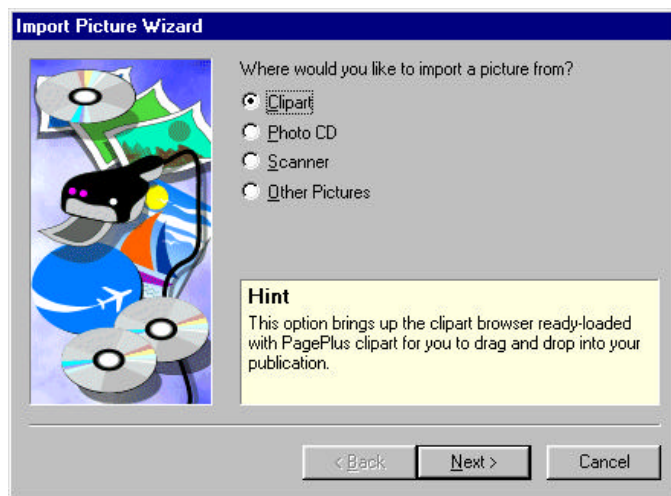 Import Picture Wizard
Where would you like to import a picture from?
Clipart
Photo CD
Scanner
Other Pictures
Hint
This option brings up the clipart browser ready-loaded
with PagePlus clipart for you to drag and drop into your
publication.
< Back
Next >
Cancel